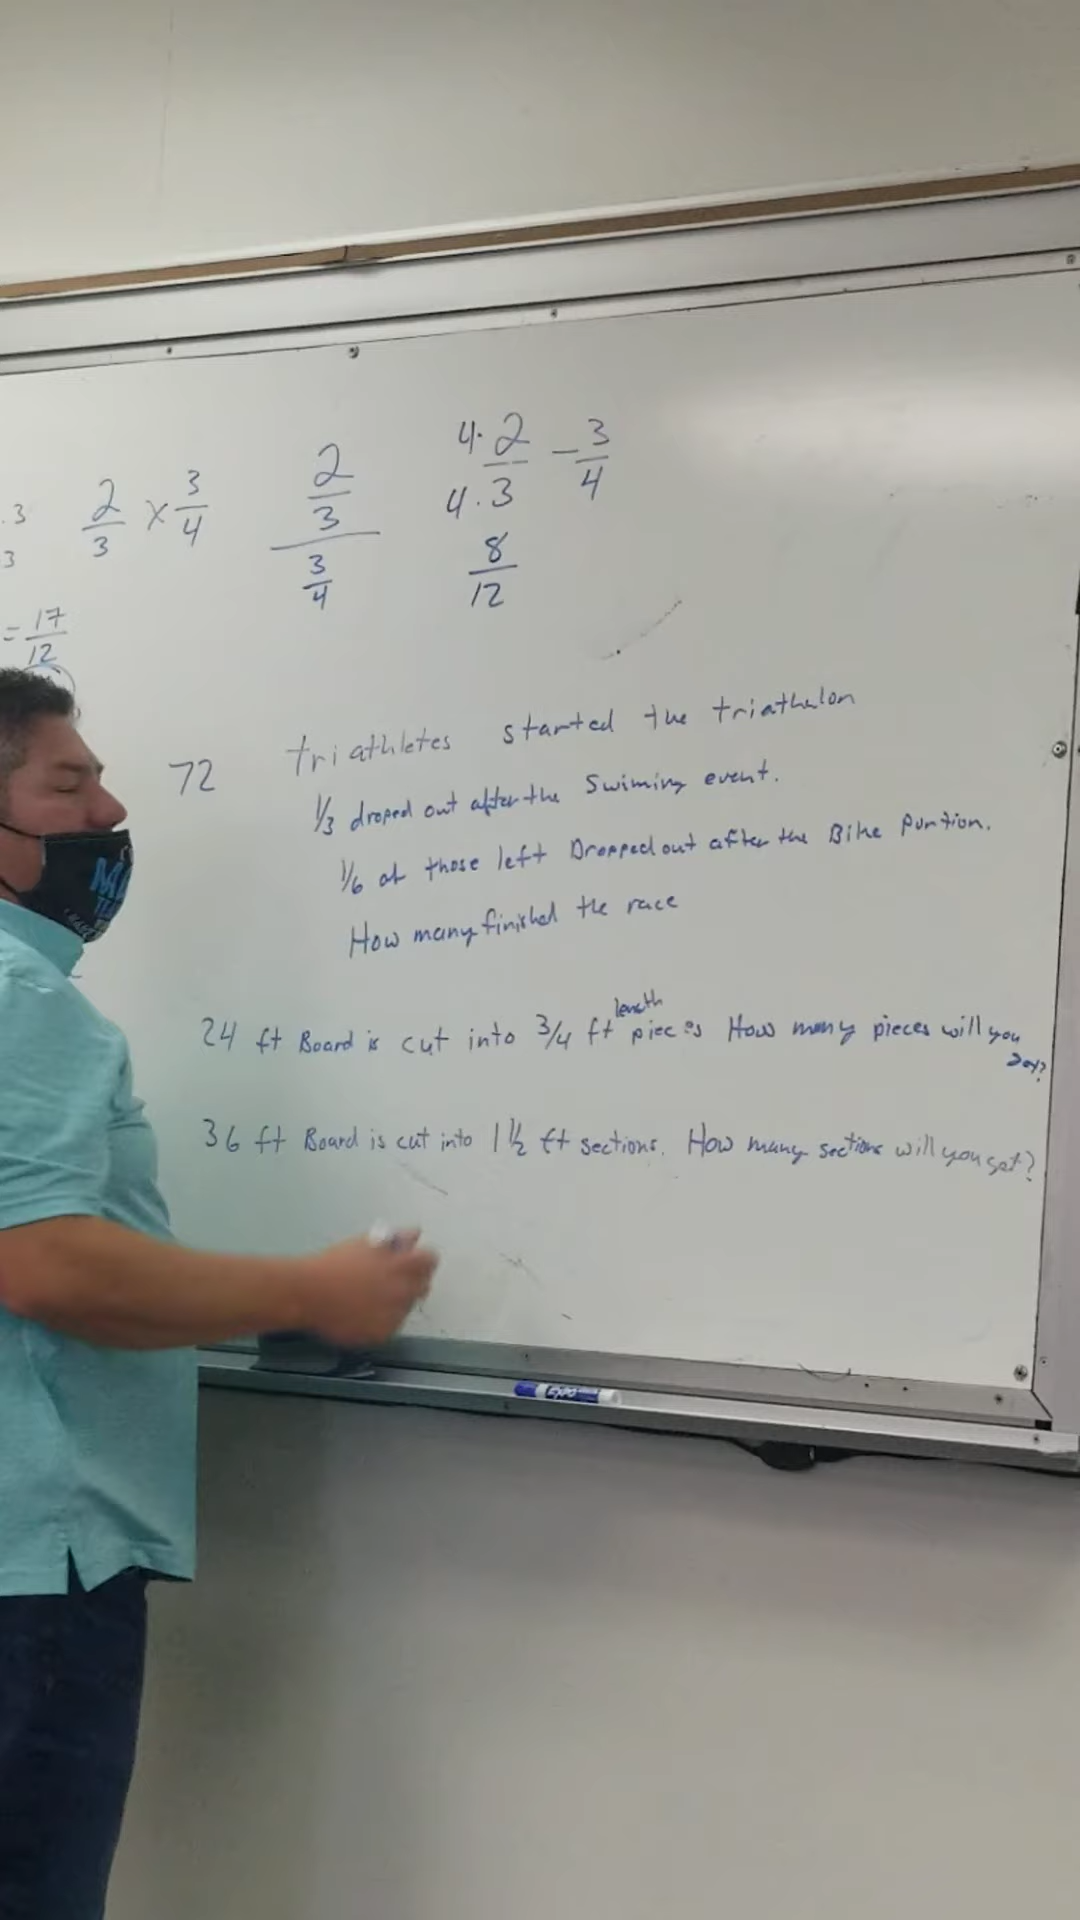 . 3
3
= 17/12
2/3 × 3/4
2/3
3/4
4·2/4·3 − 3/4
8/12
72 triathletes started the triathalon
1/3 droped out after the Swiming event.
1/6 of those left Dropped out after the Bike Portion.
How many finished the race
length
24 ft Board is cut into 3/4 ft pieces How many pieces will you
36 ft Board is cut into 1 1/2 ft sections. How many sections will you get?
EXPO